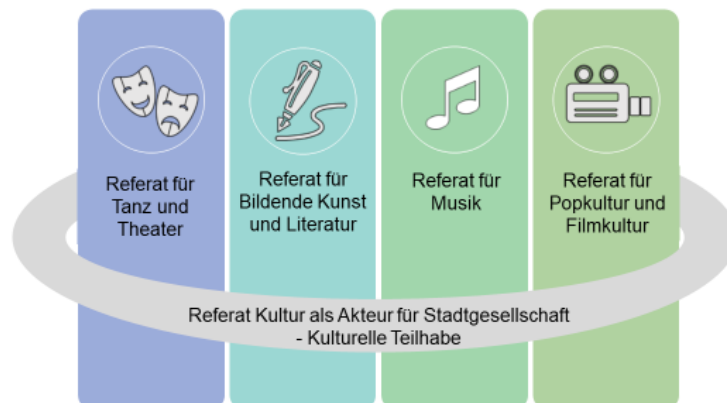 Referat für
Tanz und
Theater
Referat für
Bildende Kunst
und Literatur
Referat für
Musik
Referat für
Popkultur und
Filmkultur
Referat Kultur als Akteur für Stadtgesellschaft
- Kulturelle Teilhabe